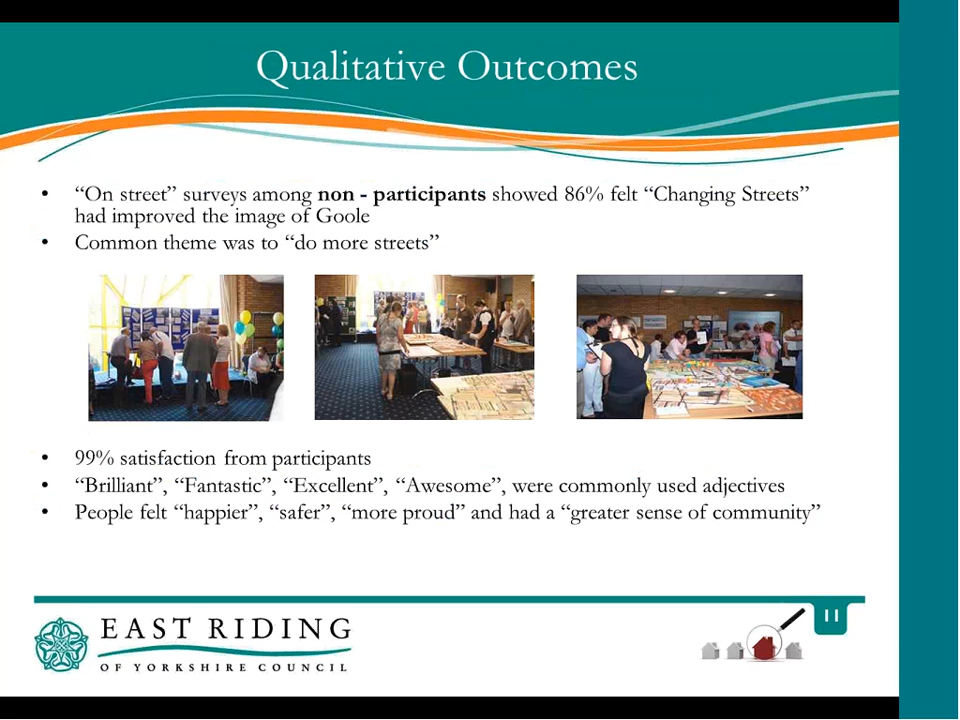 Qualitative Outcomes
• “On street” surveys among non - participants showed 86% felt “Changing Streets”
had improved the image of Goole
• Common theme was to “do more streets”
• 99% satisfaction from participants
• “Brilliant”, “Fantastic”, “Excellent”, “Awesome”, were commonly used adjectives
• People felt “happier”, “safer”, “more proud” and had a “greater sense of community”
11
EAST RIDING
OF YORKSHIRE COUNCIL